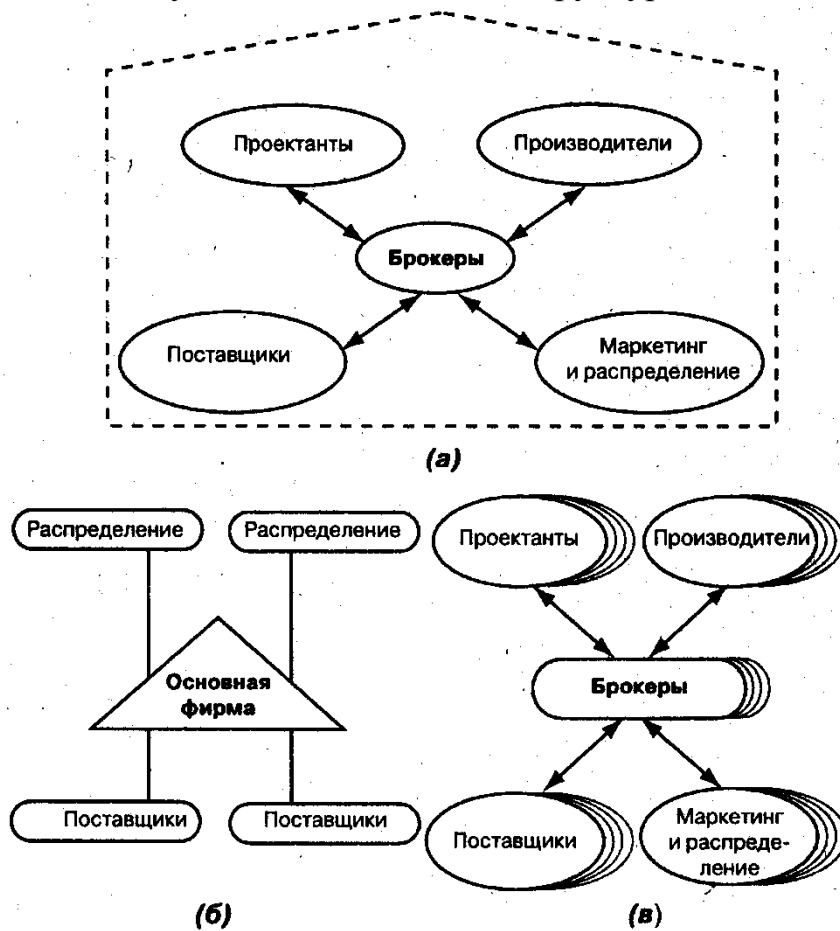 Проектанты
Производители
Брокеры
Поставщики
Маркетинг
и распределение
(а)
Распределение
Распределение
Основная
фирма
Поставщики
Поставщики
(б)
Проектанты
Производители
Брокеры
Поставщики
Маркетинг
и распреде-
ление
(в)